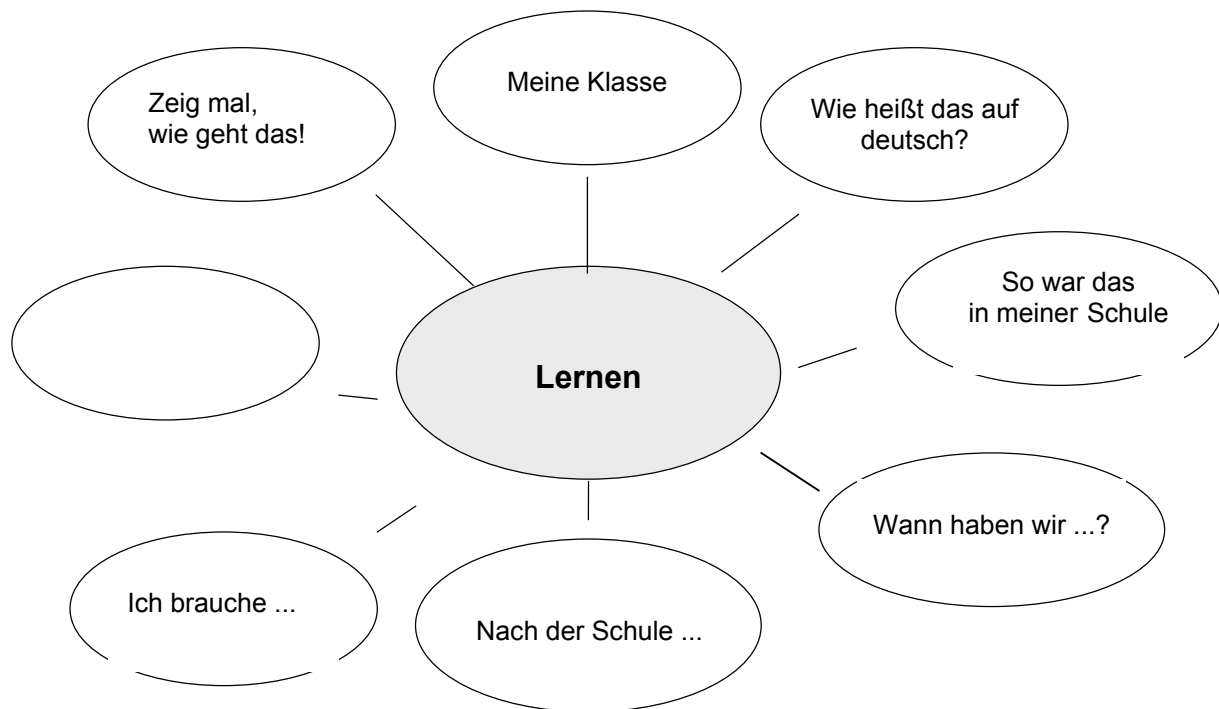 Meine Klasse
Zeig mal,
wie geht das!
Wie heißt das auf
deutsch?
So war das
in meiner Schule
Lernen
Wann haben wir ...?
Ich brauche ...
Nach der Schule ...